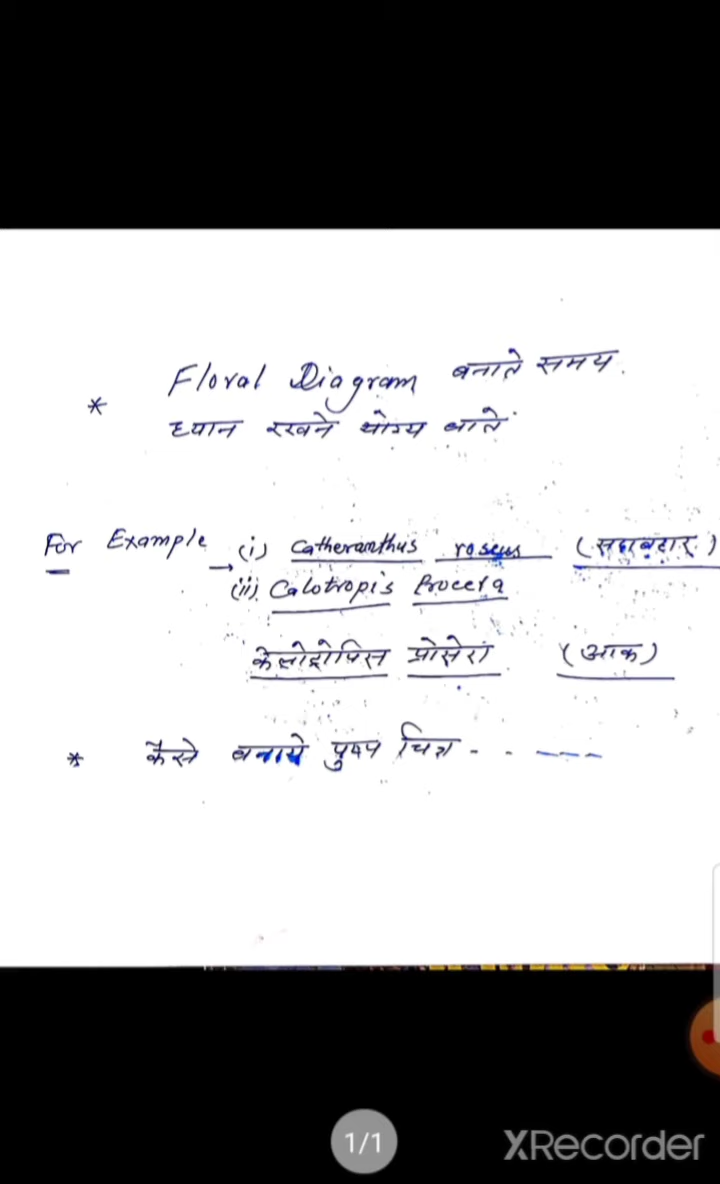 * Floral Diagram बनाते समय.
ध्यान रखने योग्य बाते
For Example → (i) Catheranthus roseus (सदाबहार)
(ii) Calotropis Procera
केलोट्रोपिस प्रोसेरा (आक)
* कैसे बनाये पुष्प चित्र - - - - -
1/1
XRecorder